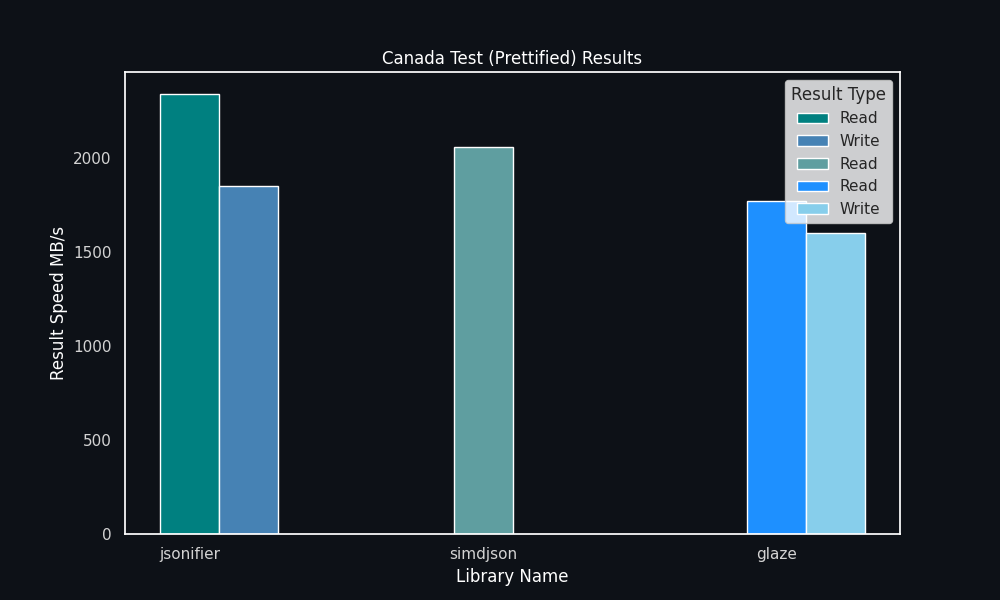 Canada Test (Prettified) Results
Result Type
Read
Write
Read
Read
Write
Result Speed MB/s
2000
1500
1000
500
0
jsonifier
simdjson
glaze
Library Name